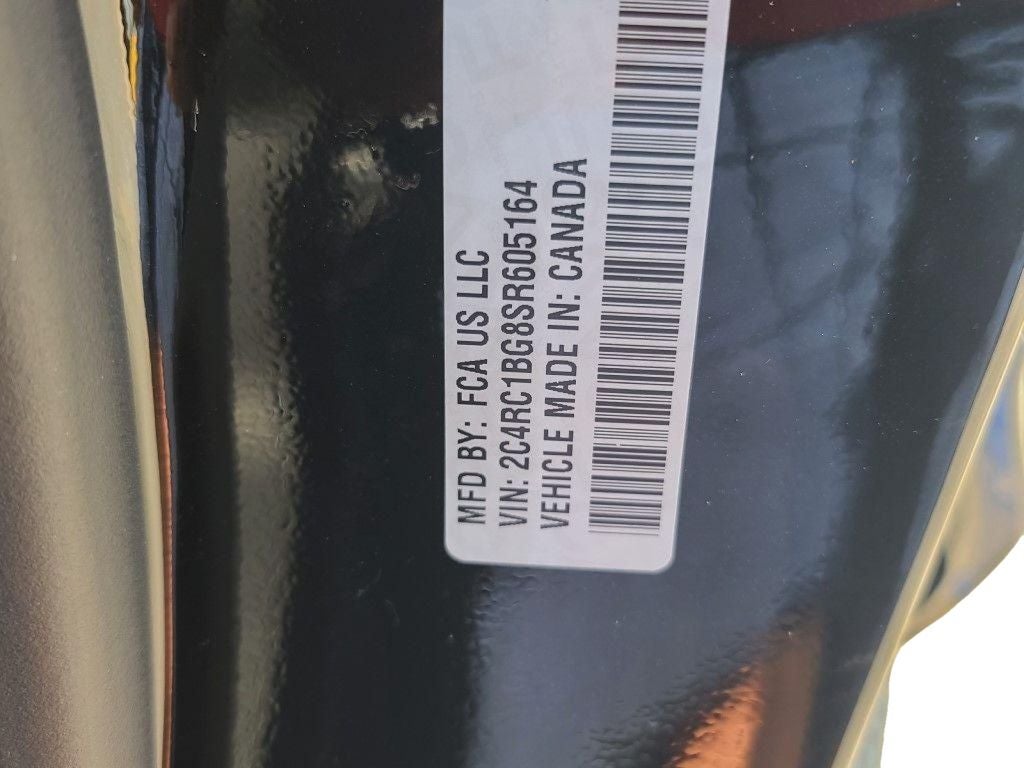 MFD BY: FCA US LLC
VIN: 2C4RC1BG8SR605164
VEHICLE MADE IN: CANADA